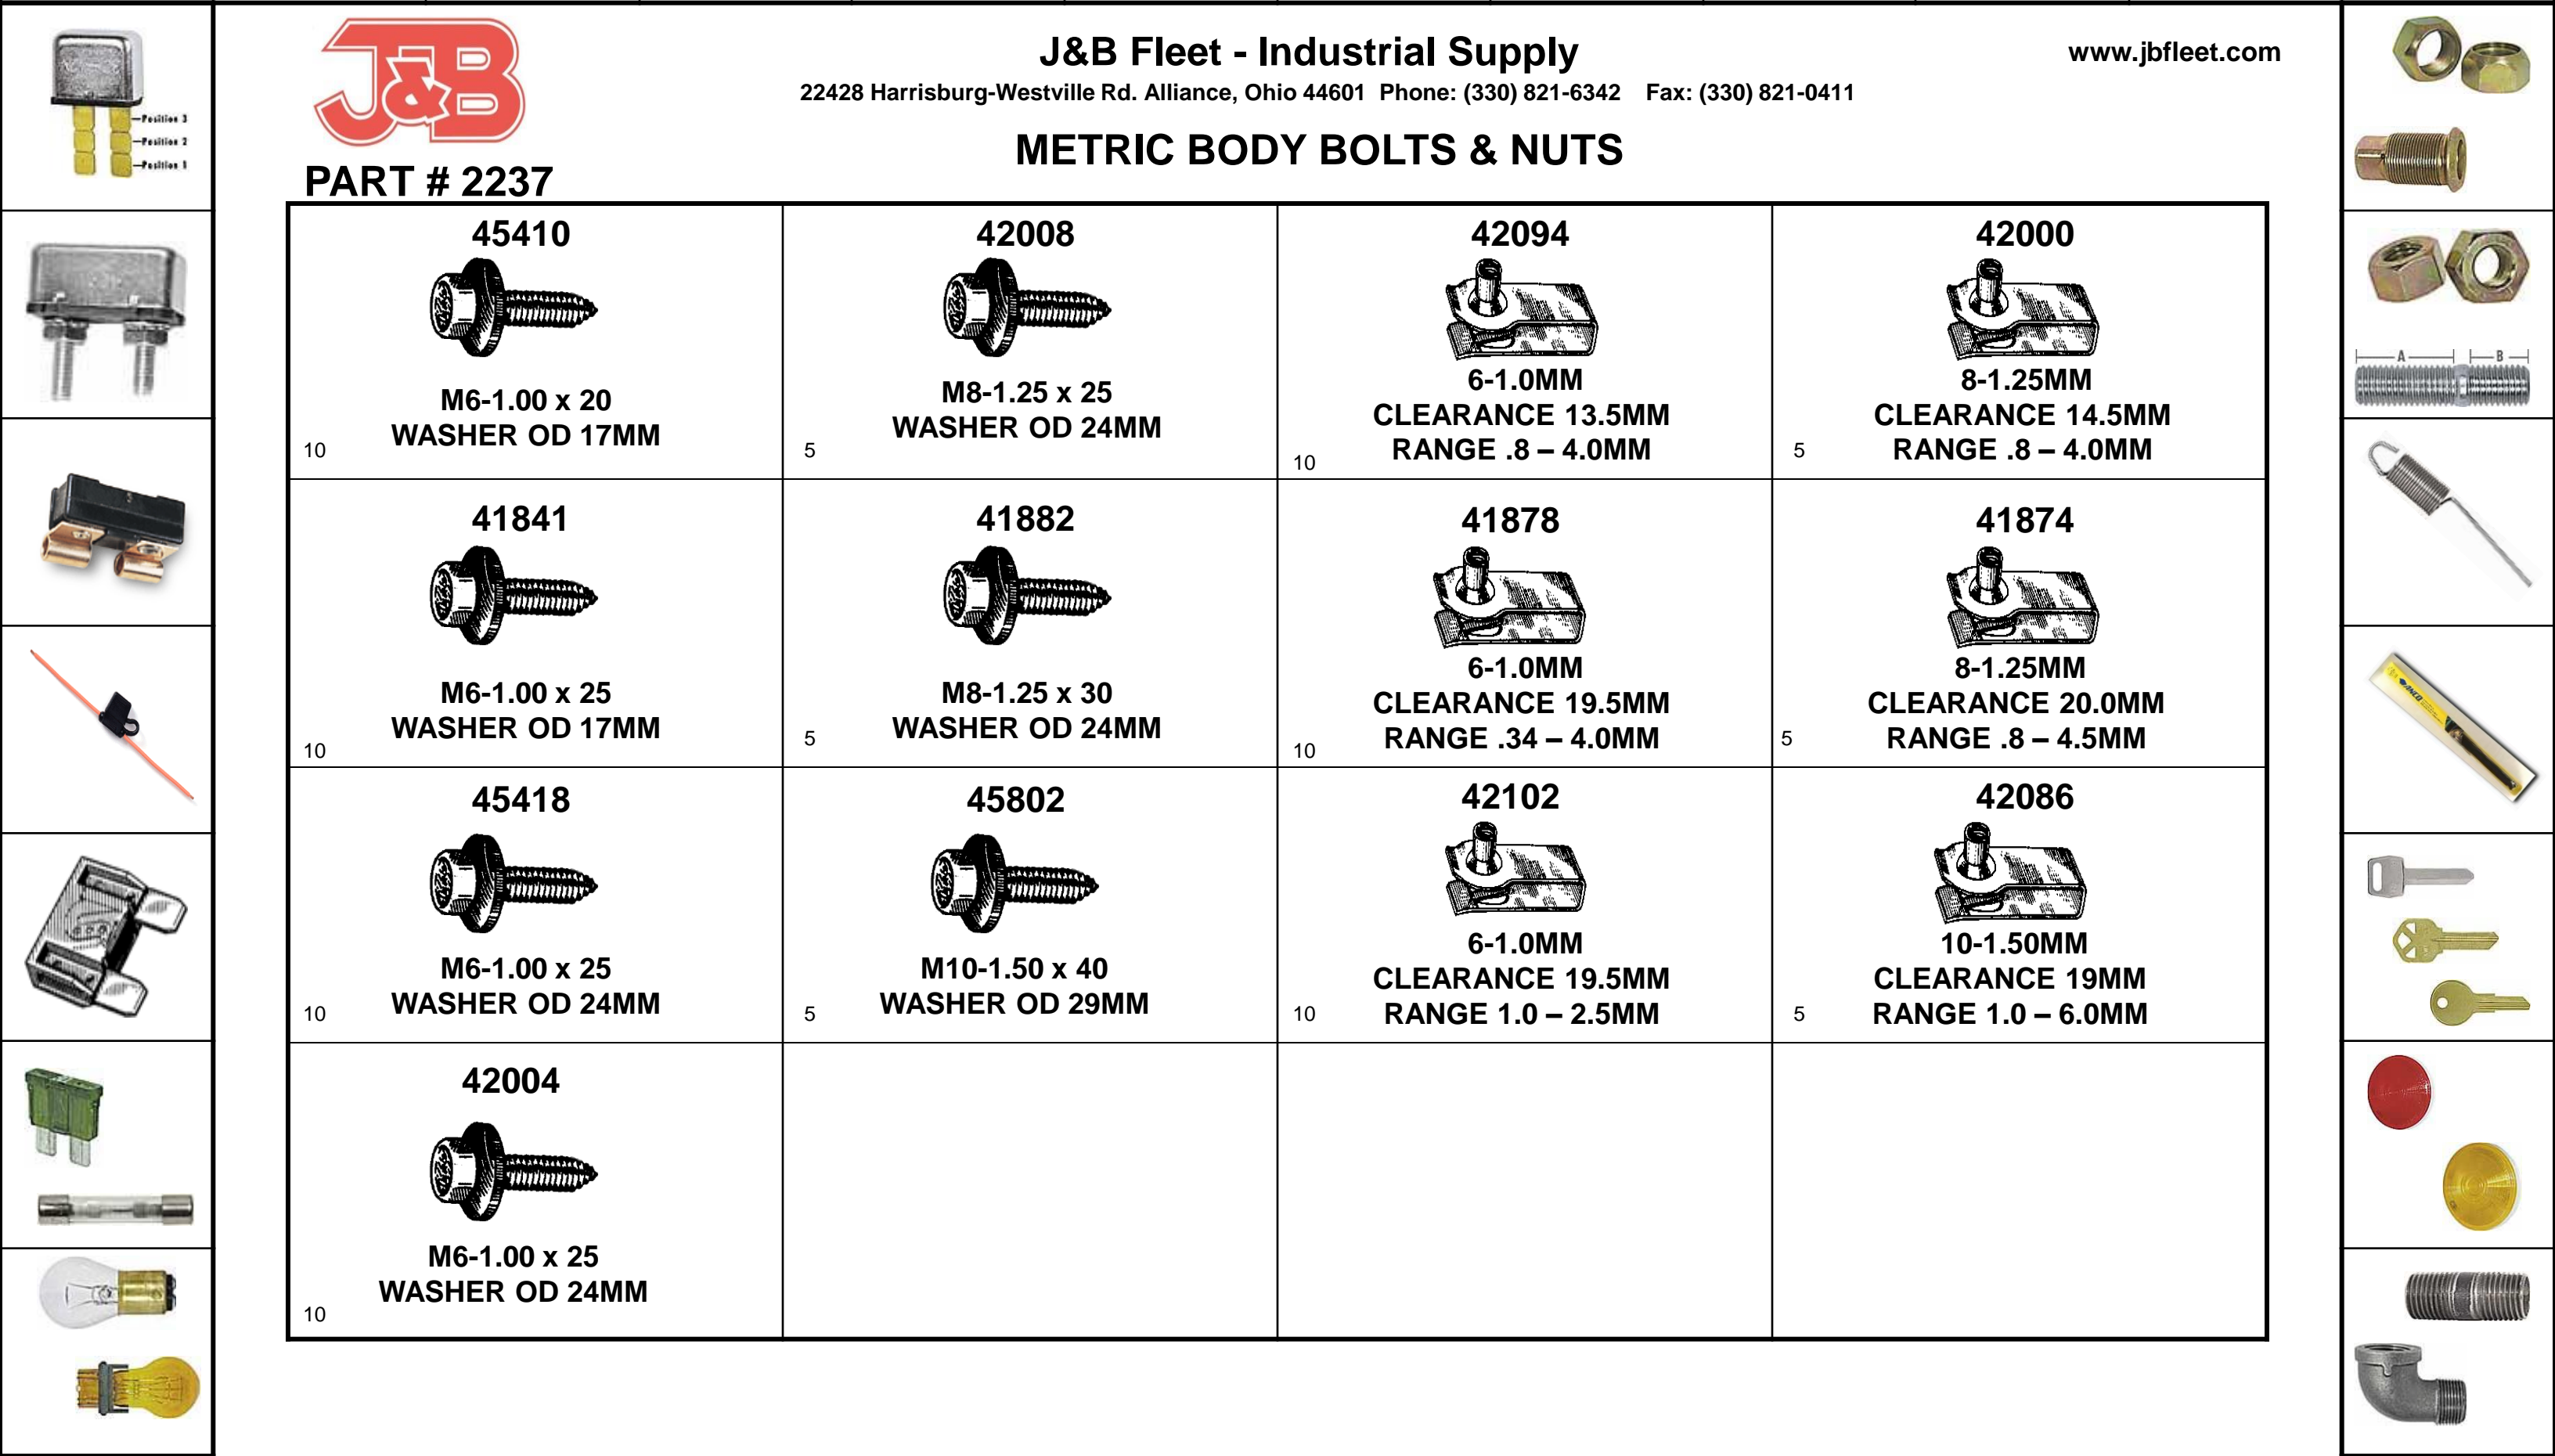 J&B
J&B Fleet - Industrial Supply
www.jbfleet.com
22428 Harrisburg-Westville Rd. Alliance, Ohio 44601 Phone: (330) 821-6342 Fax: (330) 821-0411
METRIC BODY BOLTS & NUTS
PART # 2237
Position 3
Position 2
Position 1
45410
M6-1.00 x 20
WASHER OD 17MM
10
42008
M8-1.25 x 25
WASHER OD 24MM
5
42094
6-1.0MM
CLEARANCE 13.5MM
RANGE .8 – 4.0MM
10
42000
8-1.25MM
CLEARANCE 14.5MM
RANGE .8 – 4.0MM
5
41841
M6-1.00 x 25
WASHER OD 17MM
10
41882
M8-1.25 x 30
WASHER OD 24MM
5
41878
6-1.0MM
CLEARANCE 19.5MM
RANGE .34 – 4.0MM
10
41874
8-1.25MM
CLEARANCE 20.0MM
RANGE .8 – 4.5MM
5
45418
M6-1.00 x 25
WASHER OD 24MM
10
45802
M10-1.50 x 40
WASHER OD 29MM
5
42102
6-1.0MM
CLEARANCE 19.5MM
RANGE 1.0 – 2.5MM
10
42086
10-1.50MM
CLEARANCE 19MM
RANGE 1.0 – 6.0MM
5
42004
M6-1.00 x 25
WASHER OD 24MM
10
A B
ANCO